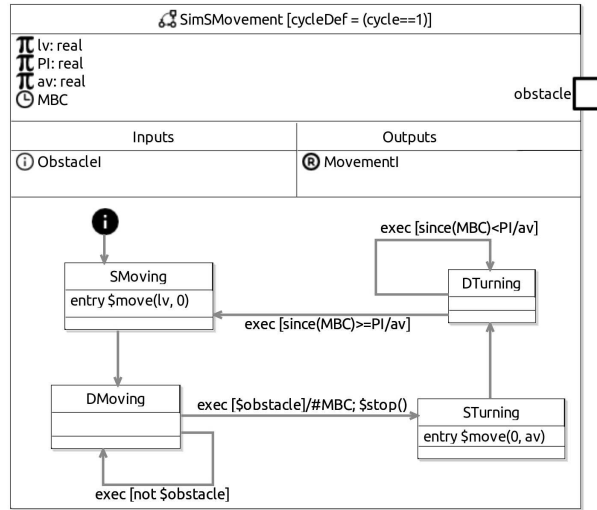 SimSMovement [cycleDef = (cycle==1)]
π lv: real
π PI: real
π av: real
MBC
obstacle
Inputs
Outputs
i ObstacleI
R MovementI
i
exec [since(MBC)<PI/av]
SMoving
entry $move(lv, 0)
DTurning
exec [since(MBC)>=PI/av]
DMoving
exec [$obstacle]/#MBC; $stop()
STurning
entry $move(0, av)
exec [not $obstacle]